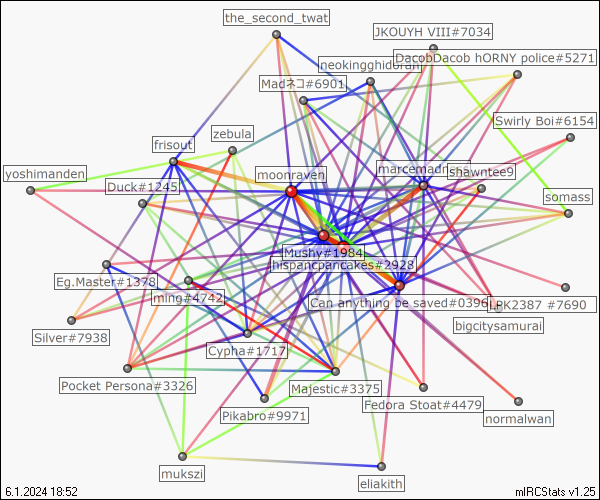 the_second_twat
JKOUYH VIII#7034
DacobDacob hORNY police#5271
neokingghidorah
Madネコ#6901
Swirly Boi#6154
zebula
frisout
marcemadness
shawntee9
yoshimanden
moonraven
Duck#1245
somass
Mushy#1984
hispancpancakes#2928
Eg.Master#1378
ming#4742
Can anything be saved#0396
#7690
bigcitysamurai
Silver#7938
Cypha#1717
Pocket Persona#3326
Majestic#3375
Fedora Stoat#4479
Pikabro#9971
normalwan
mukszi
eliakith
6.1.2024 18:52
mIRCStats v1.25